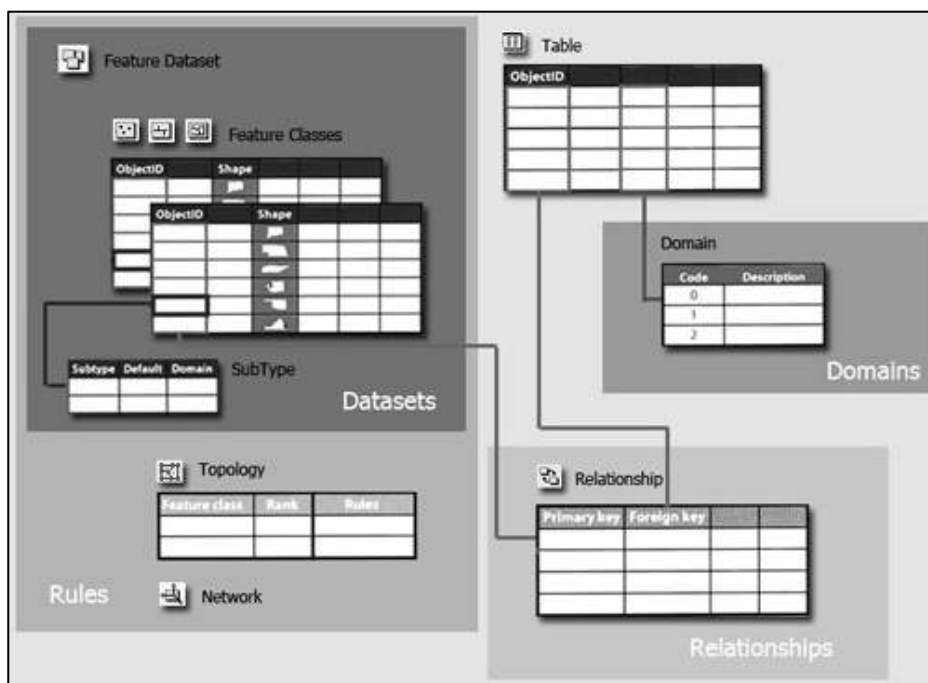 Feature Dataset
Feature Classes
ObjectID Shape
ObjectID Shape
Subtype Default Domain
SubType
Datasets
Topology
Feature class Rank Rules
Rules
Network
Table
ObjectID
Domain
Code Description
0
1
2
Domains
Relationship
Primary key Foreign key
Relationships